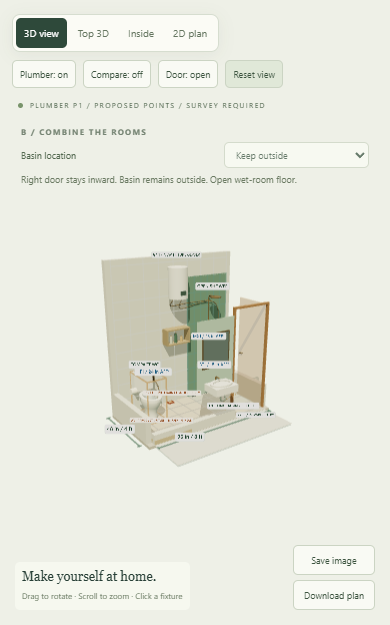 3D view
Top 3D
Inside
2D plan
Plumber: on
Compare: off
Door: open
Reset view
PLUMBER P1 / PROPOSED POINTS / SURVEY REQUIRED
B / COMBINE THE ROOMS
Basin location
Keep outside
Right door stays inward. Basin remains outside. Open wet-room floor.
Make yourself at home.
Drag to rotate · Scroll to zoom · Click a fixture
Save image
Download plan